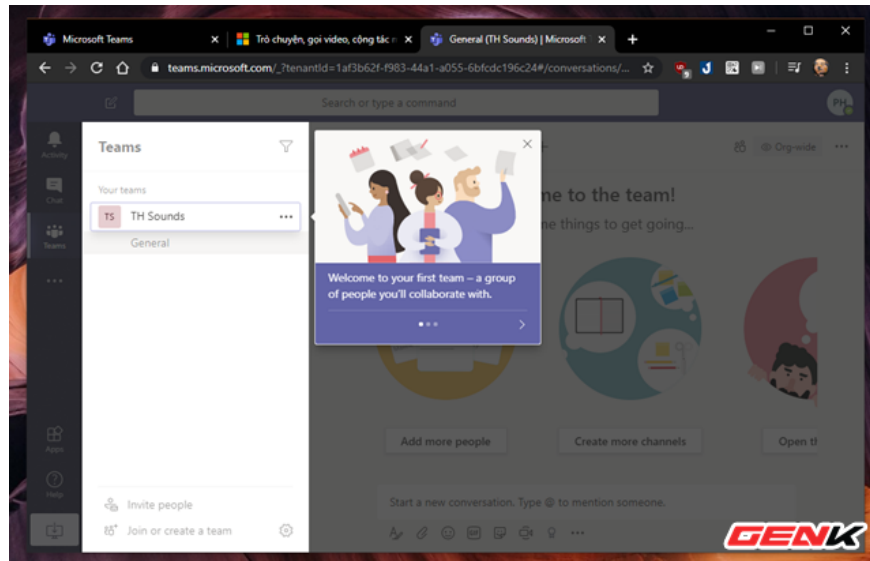 Microsoft Teams
Trò chuyện, gọi video, công tác
General (TH Sounds) | Microsoft
teams.microsoft.com/_?tenantId=1af3b62f-f983-44a1-a055-6bfcdc196c24#/conversations/...
9
Search or type a command
PH
Activity
Chat
Teams
Apps
Help
Teams
Your teams
TS TH Sounds
General
Invite people
Join or create a team
Welcome to your first team – a group
of people you'll collaborate with.
Org-wide
to the team!
things to get going...
Add more people
Create more channels
Open
Start a new conversation. Type @ to mention someone.
GIF
GENK